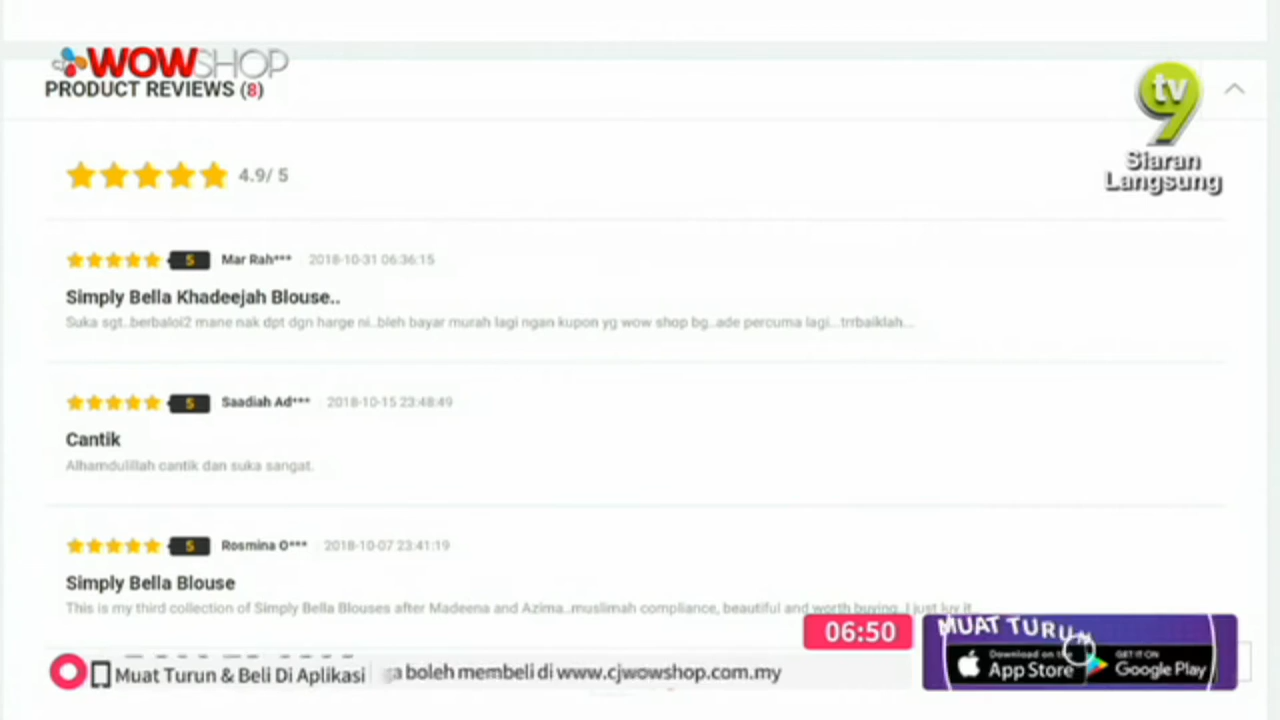 WOWSHOP
PRODUCT REVIEWS (8)
tv9
Siaran
Langsung
4.9/ 5
5 Mar Rah*** 2018-10-31 06:36:15
Simply Bella Khadeejah Blouse..
Suka sgt..berbaloi2 mane nak dpt dgn harge ni..bleh bayar murah lagi ngan kupon yg wow shop bg..ade percuma lagi...trrbaiklah...
5 Saadiah Ad*** 2018-10-15 23:48:49
Cantik
Alhamdulillah cantik dan suka sangat.
5 Rosmina O*** 2018-10-07 23:41:19
Simply Bella Blouse
This is my third collection of Simply Bella Blouses after Madeena and Azima..muslimah compliance, beautiful and worth buying..I just luv it...
06:50
MUAT TURUN
Download on the
App Store
GET IT ON
Google Play
Muat Turun & Beli Di Aplikasi
boleh membeli di www.cjwowshop.com.my